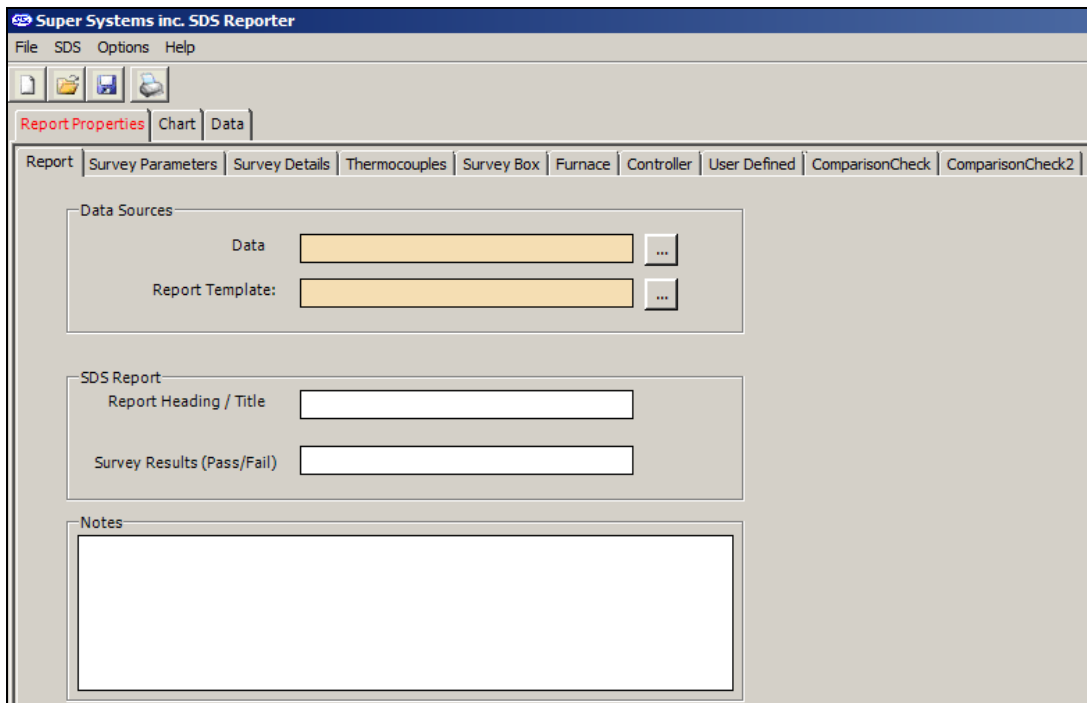 Super Systems inc. SDS Reporter
File SDS Options Help
Report Properties Chart Data
Report Survey Parameters Survey Details Thermocouples Survey Box Furnace Controller User Defined ComparisonCheck ComparisonCheck2
Data Sources
Data ...
Report Template: ...
SDS Report
Report Heading / Title
Survey Results (Pass/Fail)
Notes